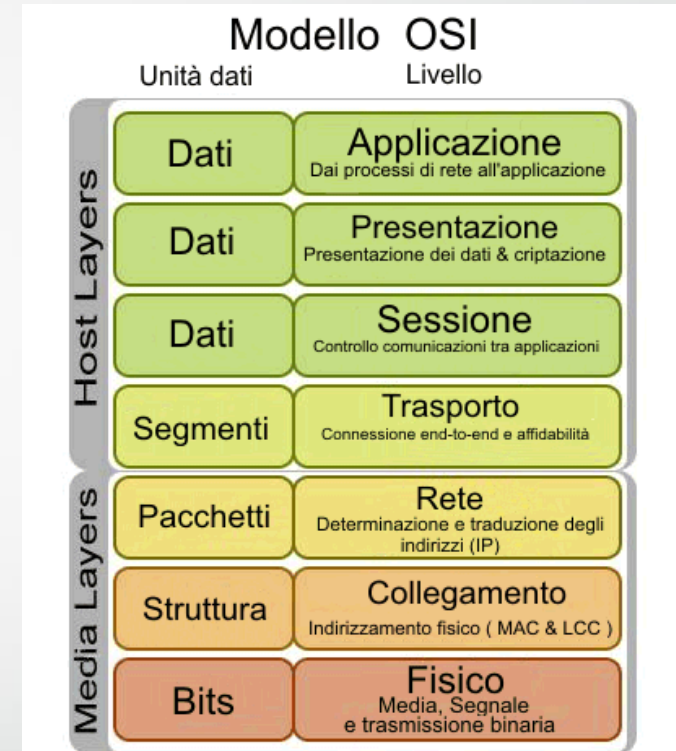 Modello OSI
Unità dati
Livello
Host Layers
Dati
Applicazione
Dai processi di rete all'applicazione
Dati
Presentazione
Presentazione dei dati & criptazione
Dati
Sessione
Controllo comunicazioni tra applicazioni
Segmenti
Trasporto
Connessione end-to-end e affidabilità
Media Layers
Pacchetti
Rete
Determinazione e traduzione degli
indirizzi (IP)
Struttura
Collegamento
Indirizzamento fisico ( MAC & LCC )
Bits
Fisico
Media, Segnale
e trasmissione binaria